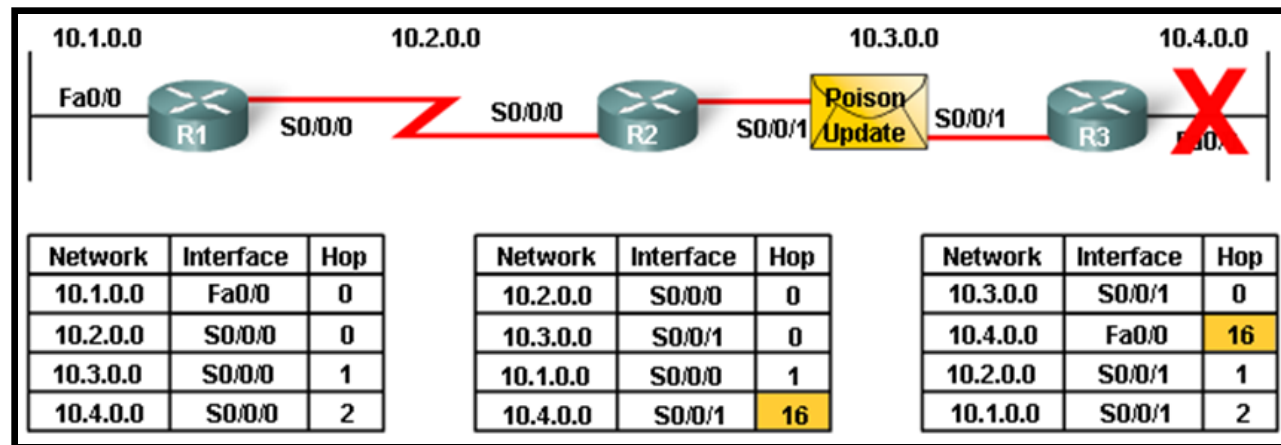 10.1.0.0 10.2.0.0 10.3.0.0 10.4.0.0
Fa0/0 R1 S0/0/0 S0/0/0 R2 S0/0/1 Poison Update S0/0/1 R3
Network Interface Hop
10.1.0.0 Fa0/0 0
10.2.0.0 S0/0/0 0
10.3.0.0 S0/0/0 1
10.4.0.0 S0/0/0 2
Network Interface Hop
10.2.0.0 S0/0/0 0
10.3.0.0 S0/0/1 0
10.1.0.0 S0/0/0 1
10.4.0.0 S0/0/1 16
Network Interface Hop
10.3.0.0 S0/0/1 0
10.4.0.0 Fa0/0 16
10.2.0.0 S0/0/1 1
10.1.0.0 S0/0/1 2